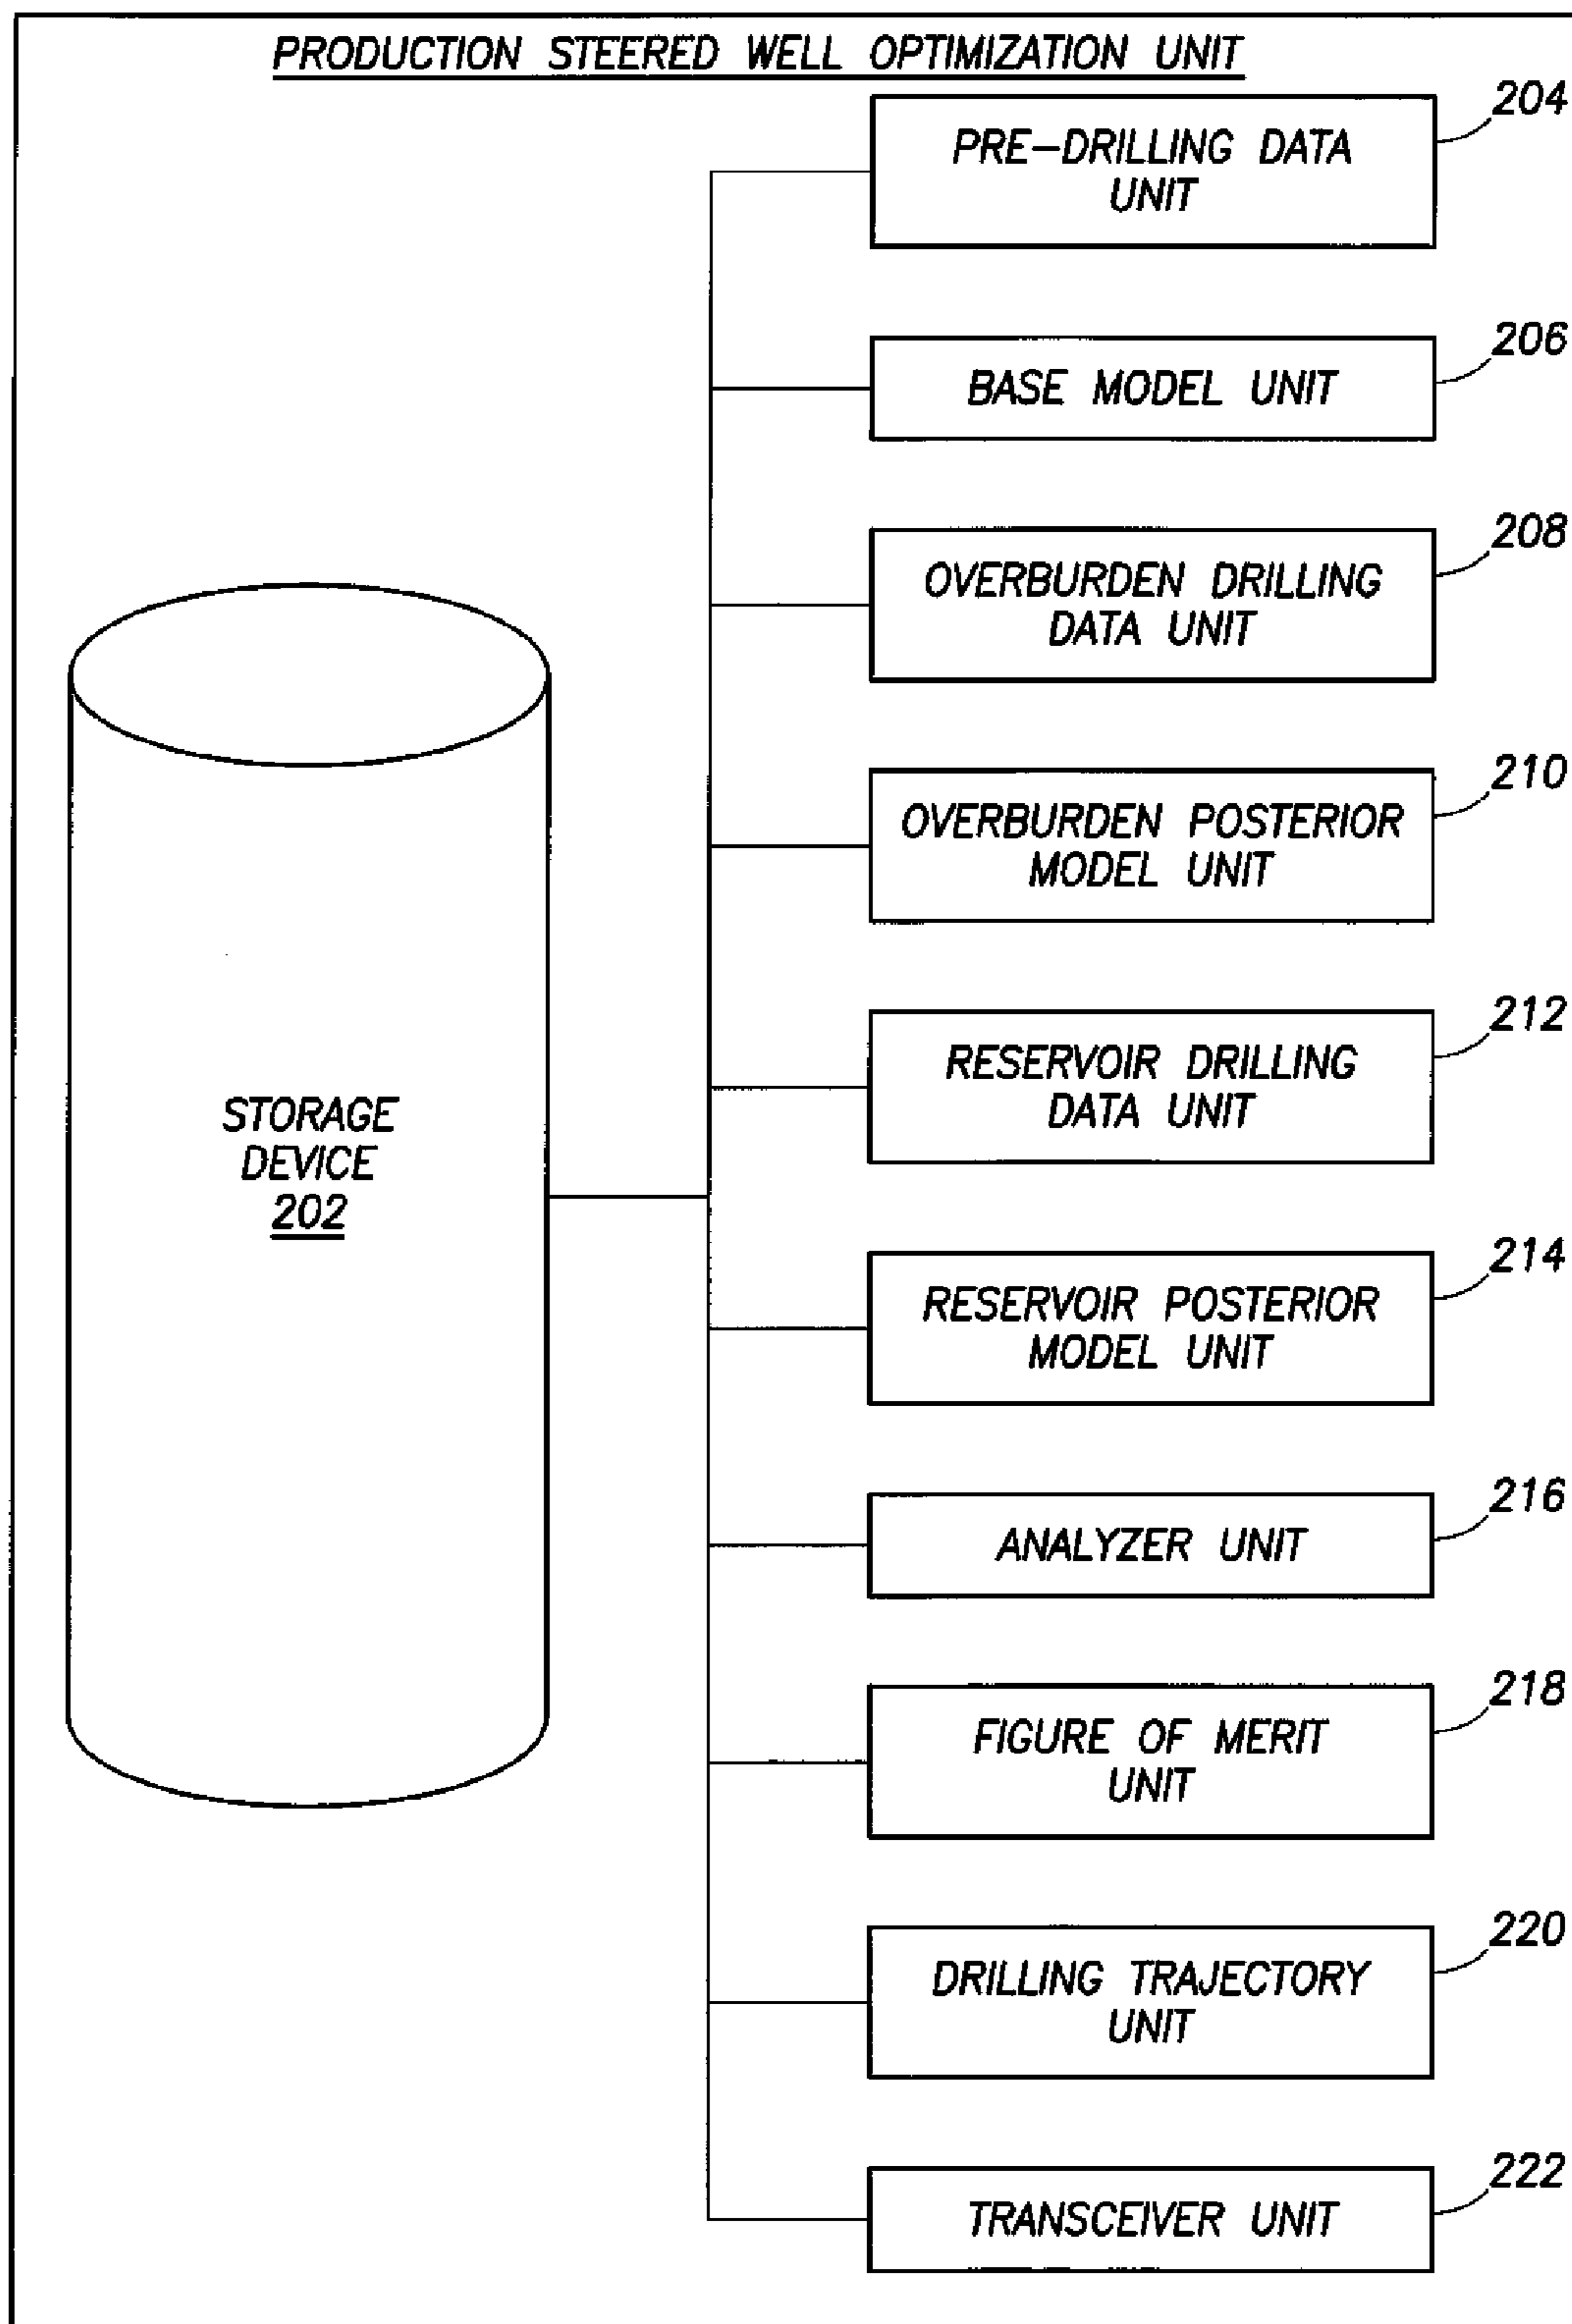 PRODUCTION STEERED WELL OPTIMIZATION UNIT
204
PRE-DRILLING DATA
UNIT
206
BASE MODEL UNIT
208
OVERBURDEN DRILLING
DATA UNIT
210
OVERBURDEN POSTERIOR
MODEL UNIT
212
RESERVOIR DRILLING
DATA UNIT
STORAGE
DEVICE
202
214
RESERVOIR POSTERIOR
MODEL UNIT
216
ANALYZER UNIT
218
FIGURE OF MERIT
UNIT
220
DRILLING TRAJECTORY
UNIT
222
TRANSCEIVER UNIT